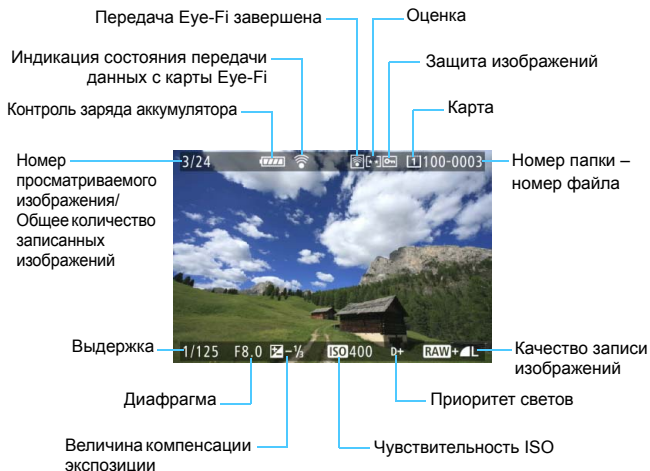 Передача Eye-Fi завершена
Оценка
Индикация состояния передачи
данных с карты Eye-Fi
Защита изображений
Контроль заряда аккумулятора
Карта
Номер
просматриваемого
изображения/
Общее количество
записанных
изображений
3/24
1 100-0003
Номер папки –
номер файла
Выдержка
1/125 F8.0 -⅓ ISO 400 D+ RAW+L
Качество записи
изображений
Диафрагма
Приоритет светов
Величина компенсации
экспозиции
Чувствительность ISO